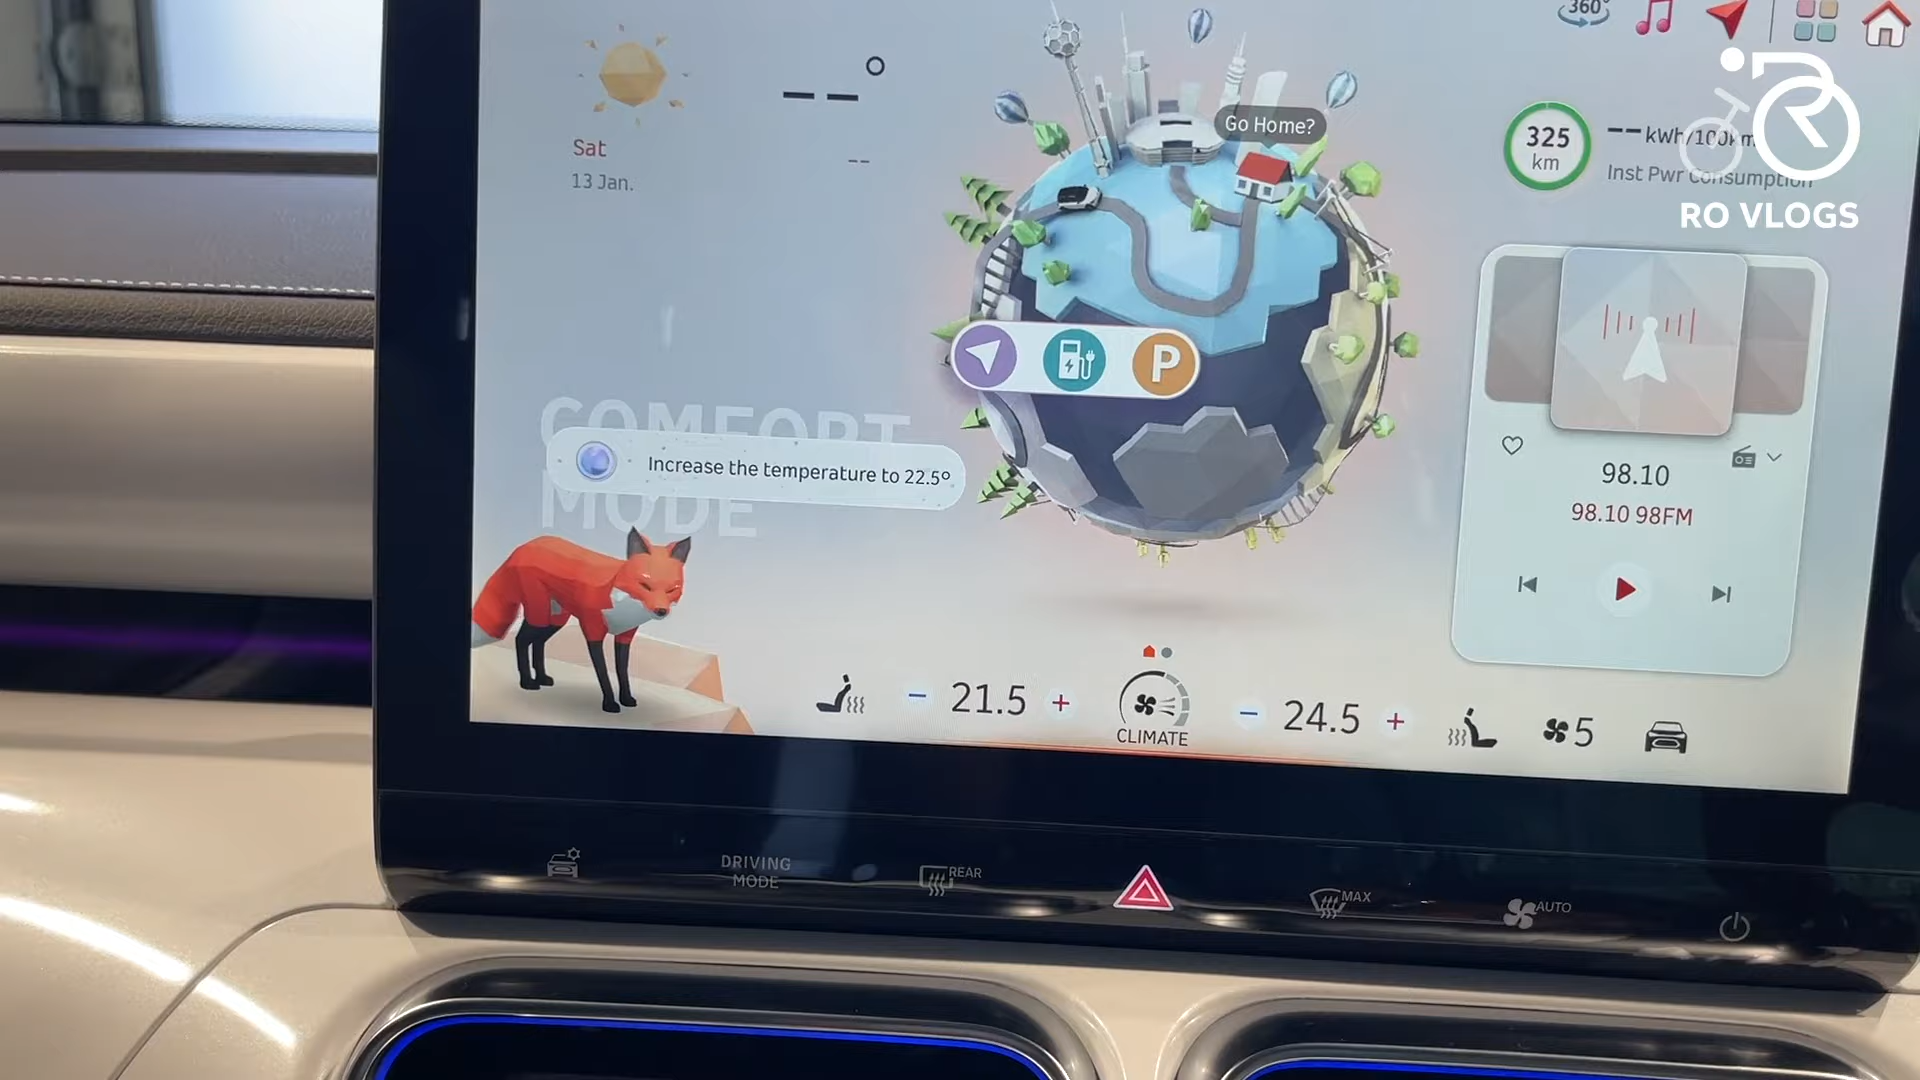 360°
Sat
13 Jan.
-- °
--
Go Home?
325
km
-- kWh/100km
Inst Pwr Consumption
RO VLOGS
P
COMFORT
MODE
Increase the temperature to 22.5°
98.10
98.10 98FM
− 21.5 +
CLIMATE
− 24.5 +
5
DRIVING
MODE
REAR
MAX
AUTO